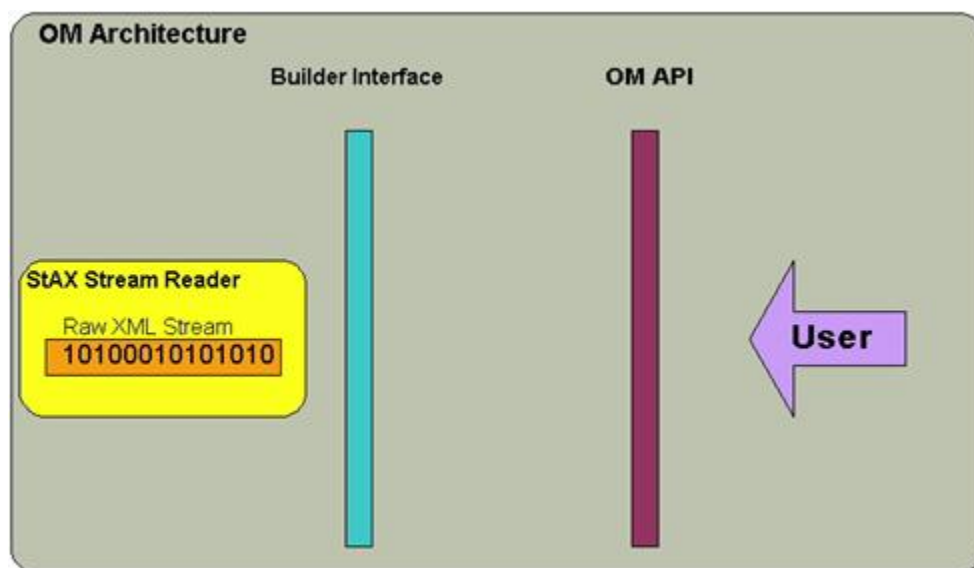 OM Architecture
Builder Interface
OM API
StAX Stream Reader
Raw XML Stream
10100010101010
User